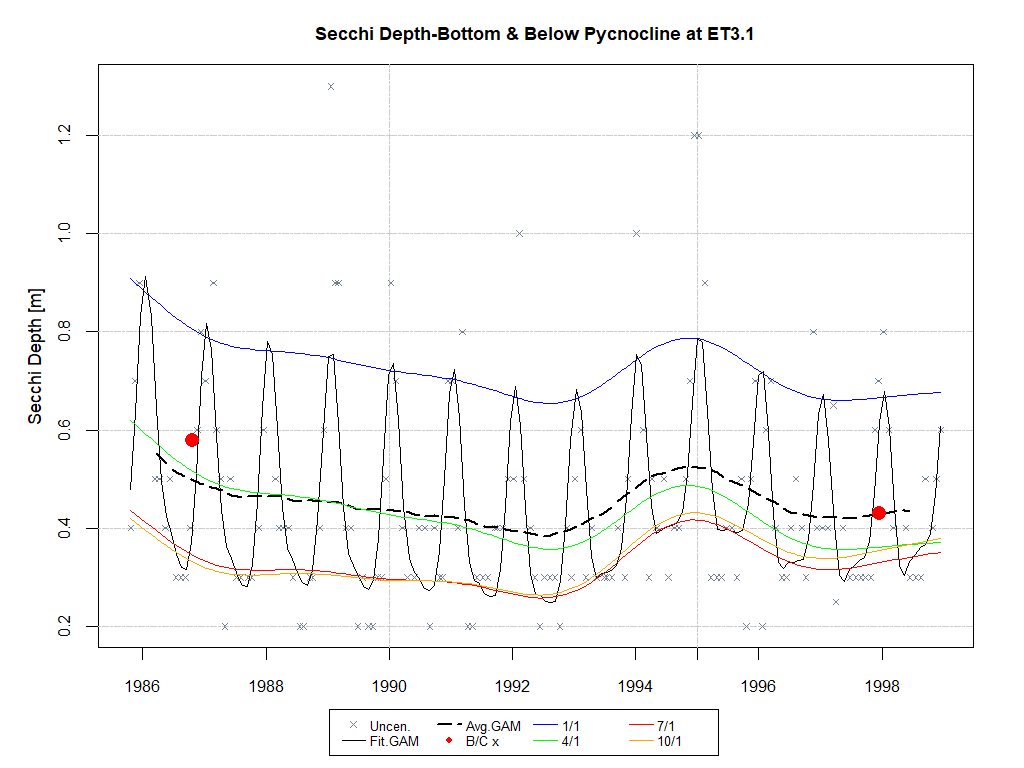 Secchi Depth-Bottom & Below Pycnocline at ET3.1
Secchi Depth [m]
1.2
1.0
0.8
0.6
0.4
0.2
1986 1988 1990 1992 1994 1996 1998
Uncen. Avg.GAM 1/1 7/1
Fit.GAM B/C x 4/1 10/1